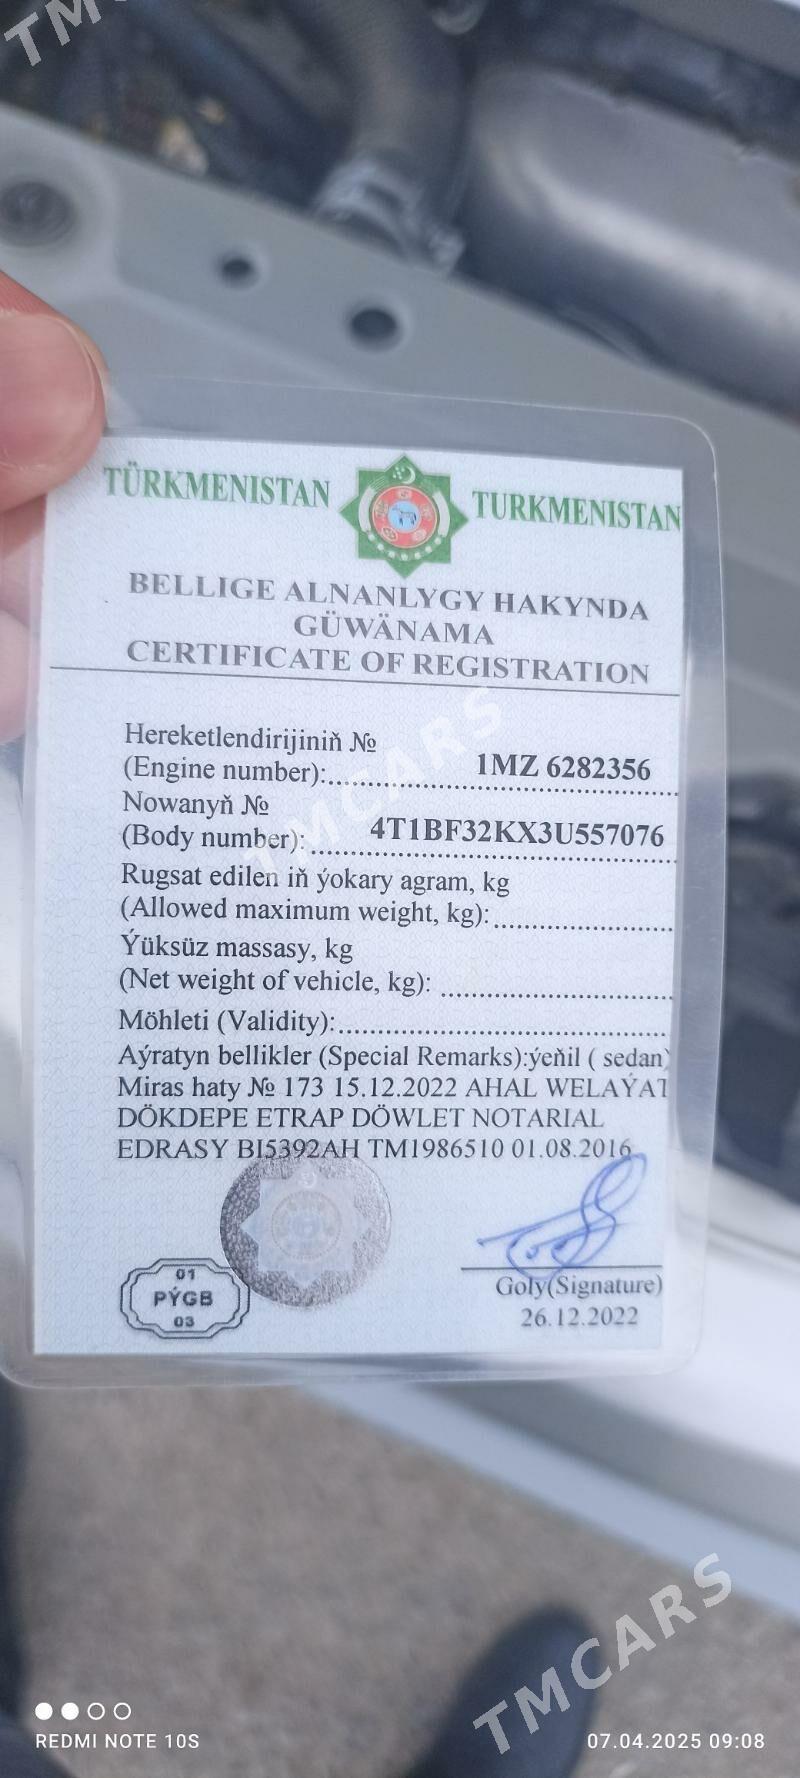 TMCARS
TÜRKMENISTAN TURKMENISTAN
BELLIGE ALNANLYGY HAKYNDA
GÜWÄNAMA
CERTIFICATE OF REGISTRATION
Hereketlendirijiniň №
(Engine number):........ 1MZ 6282356
Nowanyň №
(Body number): 4T1BF32KX3U557076
Rugsat edilen iň ýokary agram, kg
(Allowed maximum weight, kg):........
Ýüksüz massasy, kg
(Net weight of vehicle, kg): ........
Möhleti (Validity):........
Aýratyn bellikler (Special Remarks):ýeňil ( sedan)
Miras haty № 173 15.12.2022 AHAL WELAÝAT
DÖKDEPE ETRAP DÖWLET NOTARIAL
EDRASY BI5392AH TM1986510 01.08.2016
01
PÝGB
03
Goly(Signature)
26.12.2022
TMCARS
TMCARS
REDMI NOTE 10S 07.04.2025 09:08